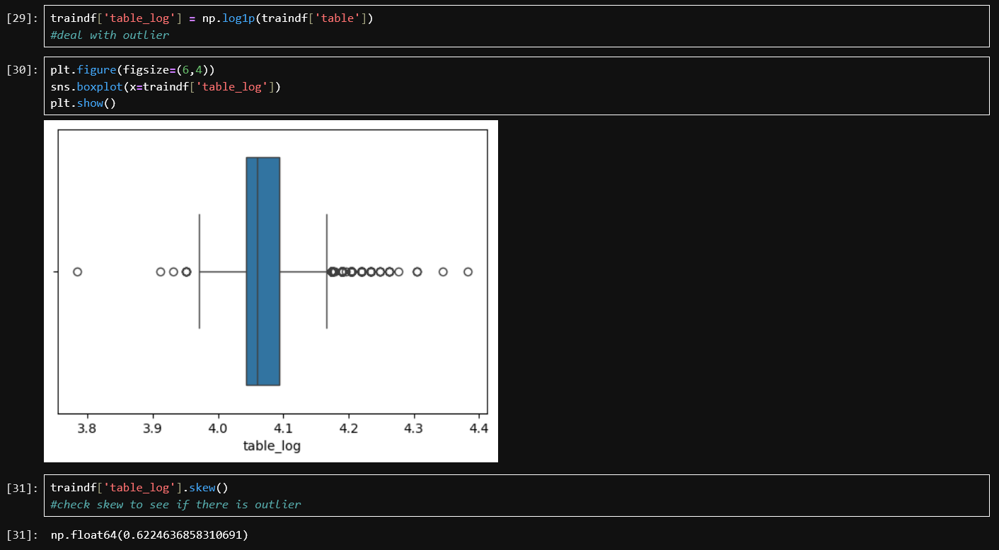 [29]: traindf['table_log'] = np.log1p(traindf['table'])
#deal with outlier
[30]: plt.figure(figsize=(6,4))
sns.boxplot(x=traindf['table_log'])
plt.show()
3.8 3.9 4.0 4.1 4.2 4.3 4.4
table_log
[31]: traindf['table_log'].skew()
#check skew to see if there is outlier
[31]: np.float64(0.6224636858310691)